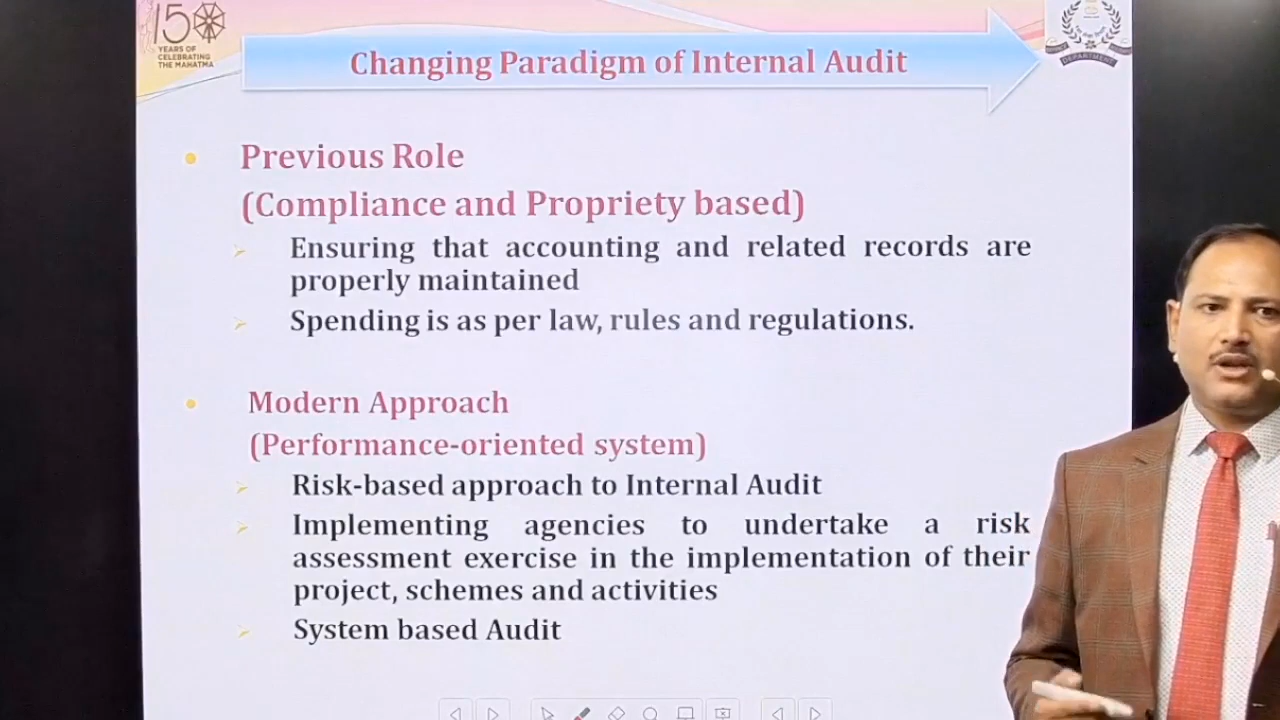 150
YEARS OF
CELEBRATING
THE MAHATMA
Changing Paradigm of Internal Audit
DEPARTMENT
Previous Role
(Compliance and Propriety based)
Ensuring that accounting and related records are
properly maintained
Spending is as per law, rules and regulations.
Modern Approach
(Performance-oriented system)
Risk-based approach to Internal Audit
Implementing agencies to undertake a risk
assessment exercise in the implementation of their
project, schemes and activities
System based Audit